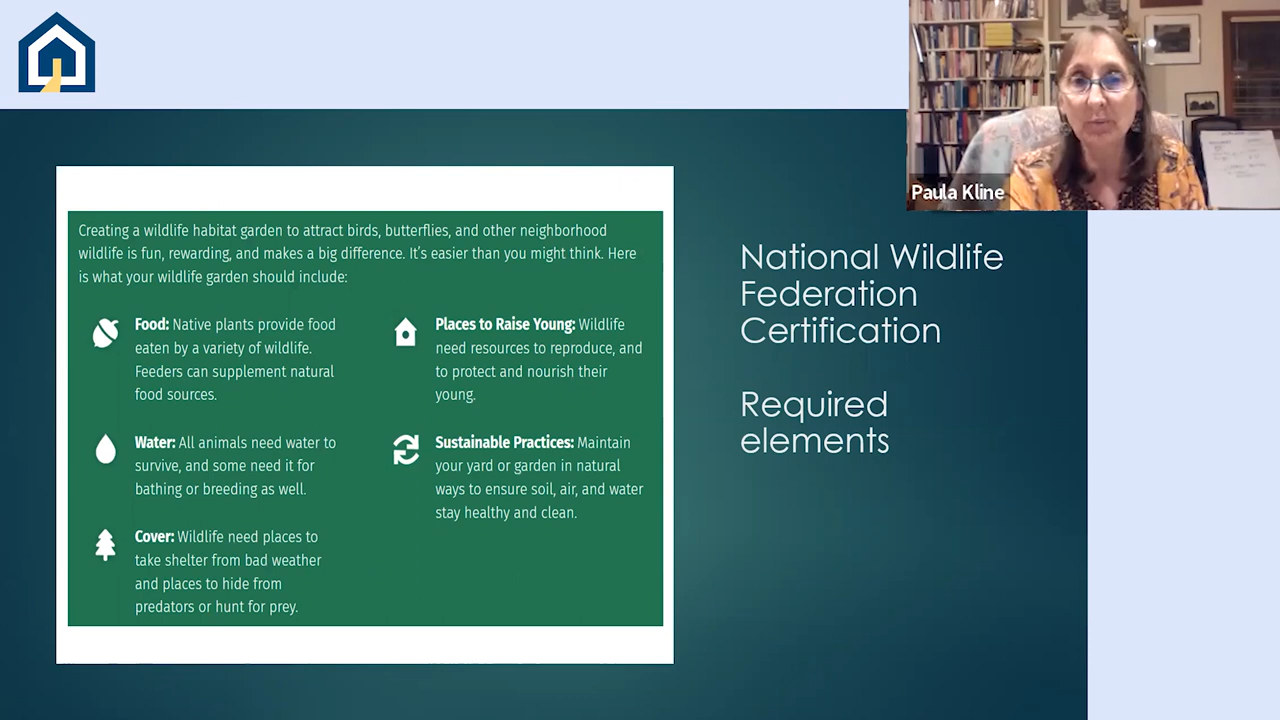 Paula Kline
Creating a wildlife habitat garden to attract birds, butterflies, and other neighborhood
wildlife is fun, rewarding, and makes a big difference. It's easier than you might think. Here
is what your wildlife garden should include:
Food: Native plants provide food
eaten by a variety of wildlife.
Feeders can supplement natural
food sources.
Water: All animals need water to
survive, and some need it for
bathing or breeding as well.
Cover: Wildlife need places to
take shelter from bad weather
and places to hide from
predators or hunt for prey.
Places to Raise Young: Wildlife
need resources to reproduce, and
to protect and nourish their
young.
Sustainable Practices: Maintain
your yard or garden in natural
ways to ensure soil, air, and water
stay healthy and clean.
National Wildlife
Federation
Certification
Required
elements